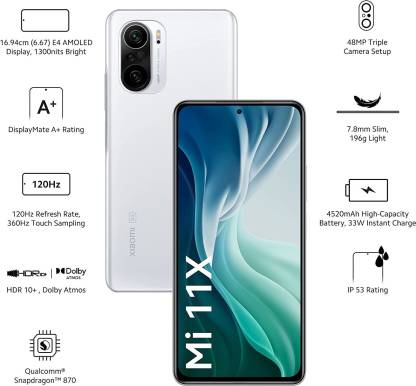 16.94cm (6.67) E4 AMOLED
Display, 1300nits Bright
A+
DisplayMate A+ Rating
120Hz
120Hz Refresh Rate,
360Hz Touch Sampling
HDR10+
Dolby
ATMOS
HDR 10+ , Dolby Atmos
Qualcomm®
Snapdragon™ 870
xiaomi
5G
Mi 11X
48MP Triple
Camera Setup
7.8mm Slim,
196g Light
4520mAh High-Capacity
Battery, 33W Instant Charge
IP 53 Rating